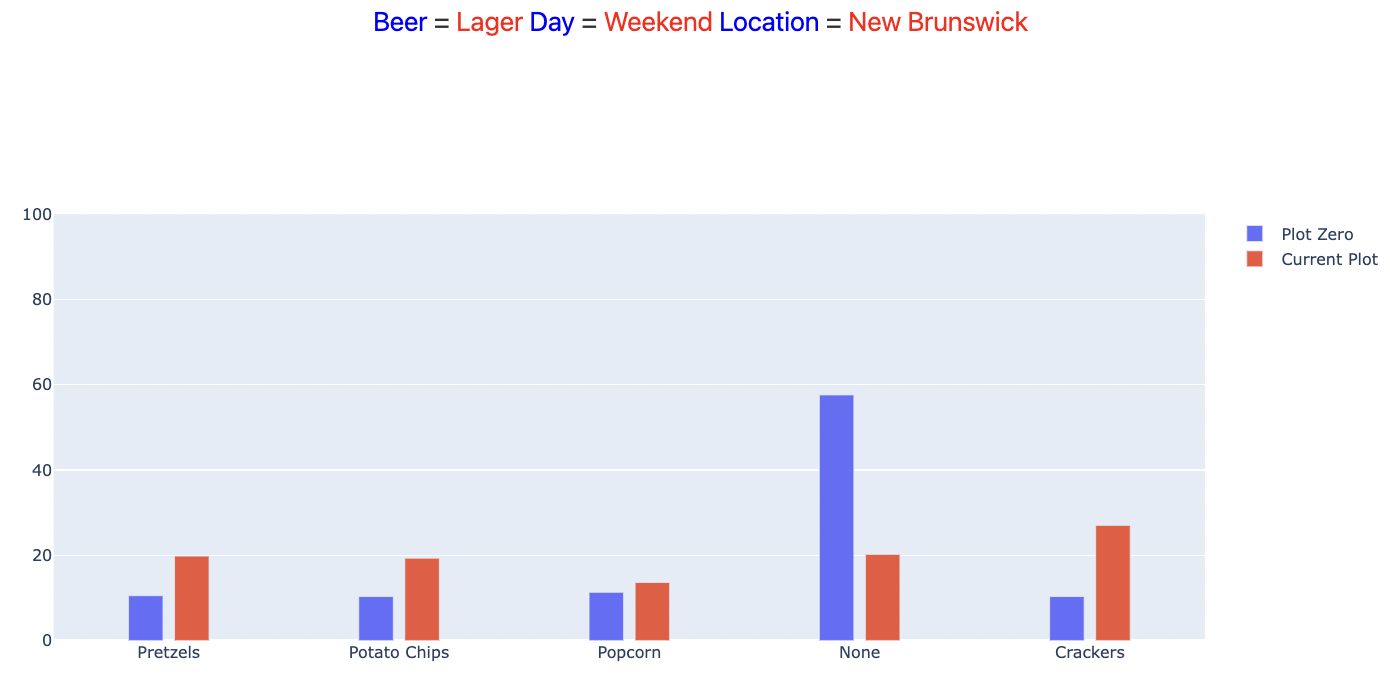 Beer = Lager Day = Weekend Location = New Brunswick
100
80
60
40
20
0
Pretzels
Potato Chips
Popcorn
None
Crackers
Plot Zero
Current Plot